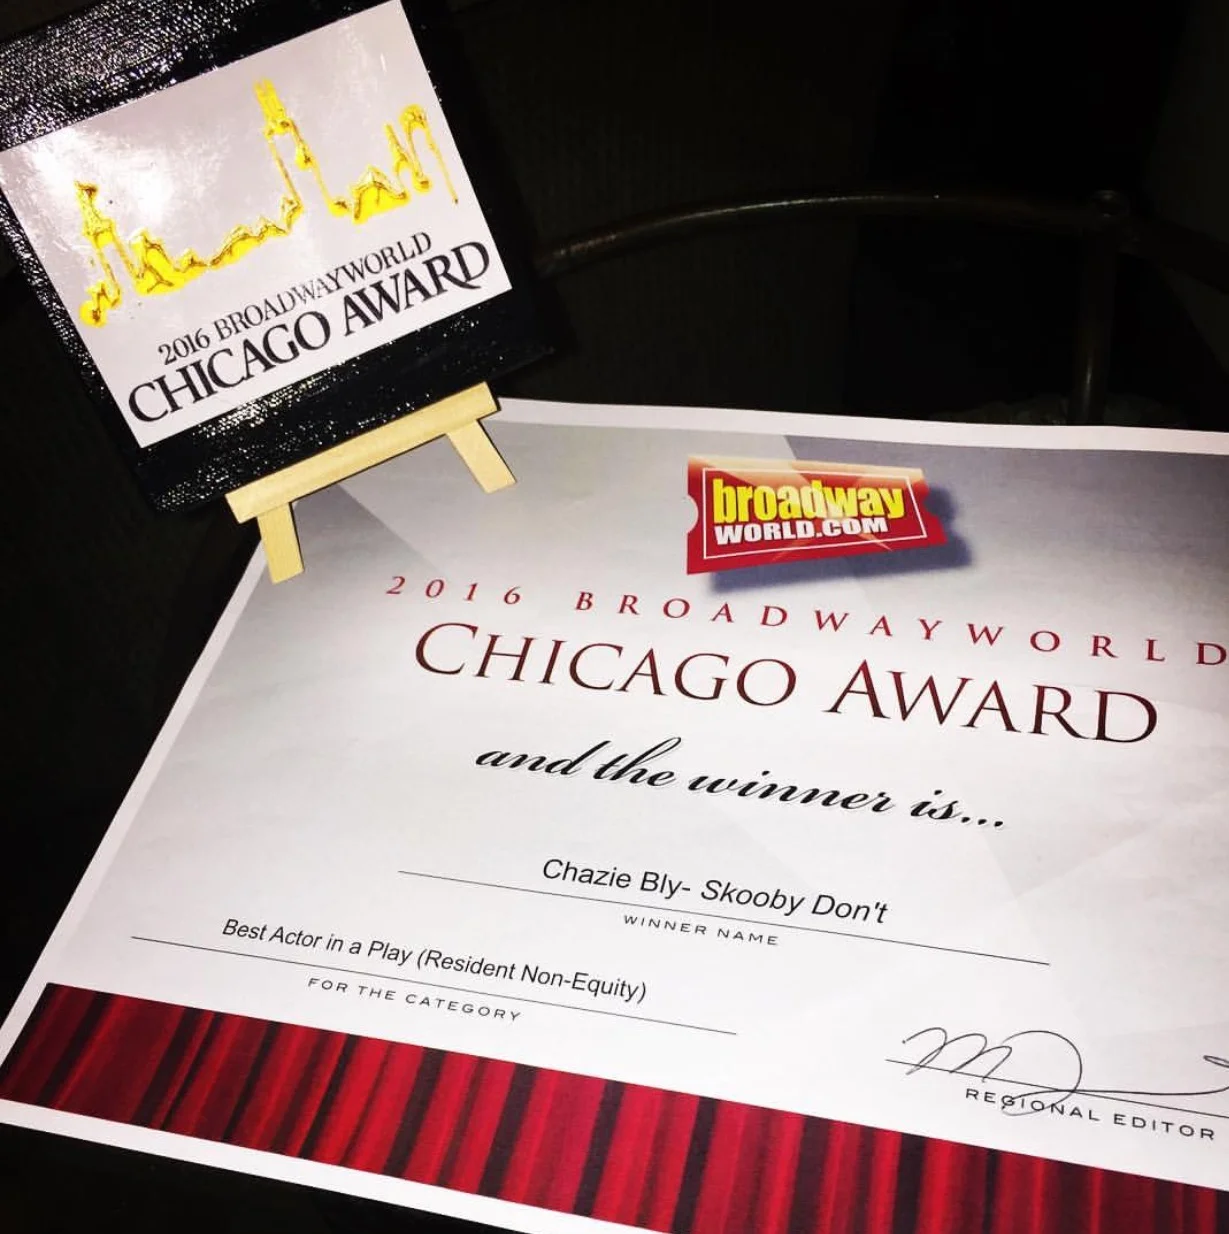 2016 BROADWAYWORLD
CHICAGO AWARD
broadway
WORLD.COM
2016 BROADWAYWORLD
CHICAGO AWARD
and the winner is...
Chazie Bly- Skooby Don't
WINNER NAME
Best Actor in a Play (Resident Non-Equity)
FOR THE CATEGORY
REGIONAL EDITOR